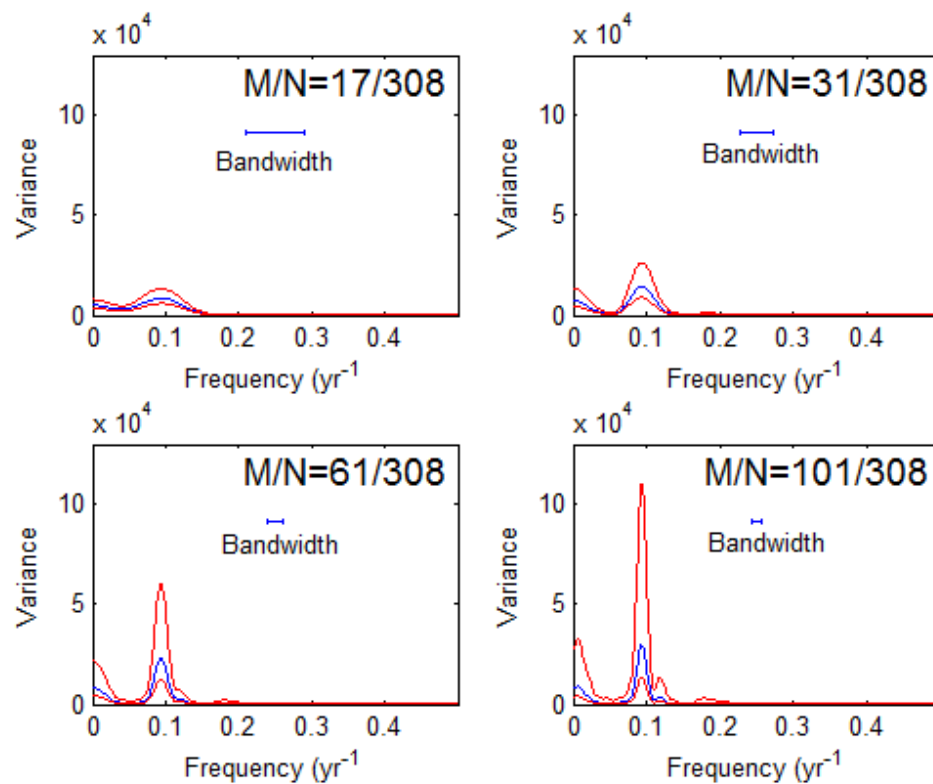 x 10^4
M/N=17/308
Bandwidth
Variance
10
5
0
0 0.1 0.2 0.3 0.4
Frequency (yr^-1
x 10^4
M/N=31/308
Bandwidth
Variance
10
5
0
0 0.1 0.2 0.3 0.4
Frequency (yr^-1
x 10^4
M/N=61/308
Bandwidth
Variance
10
5
0
0 0.1 0.2 0.3 0.4
Frequency (yr^-1
x 10^4
M/N=101/308
Bandwidth
Variance
10
5
0
0 0.1 0.2 0.3 0.4
Frequency (yr^-1